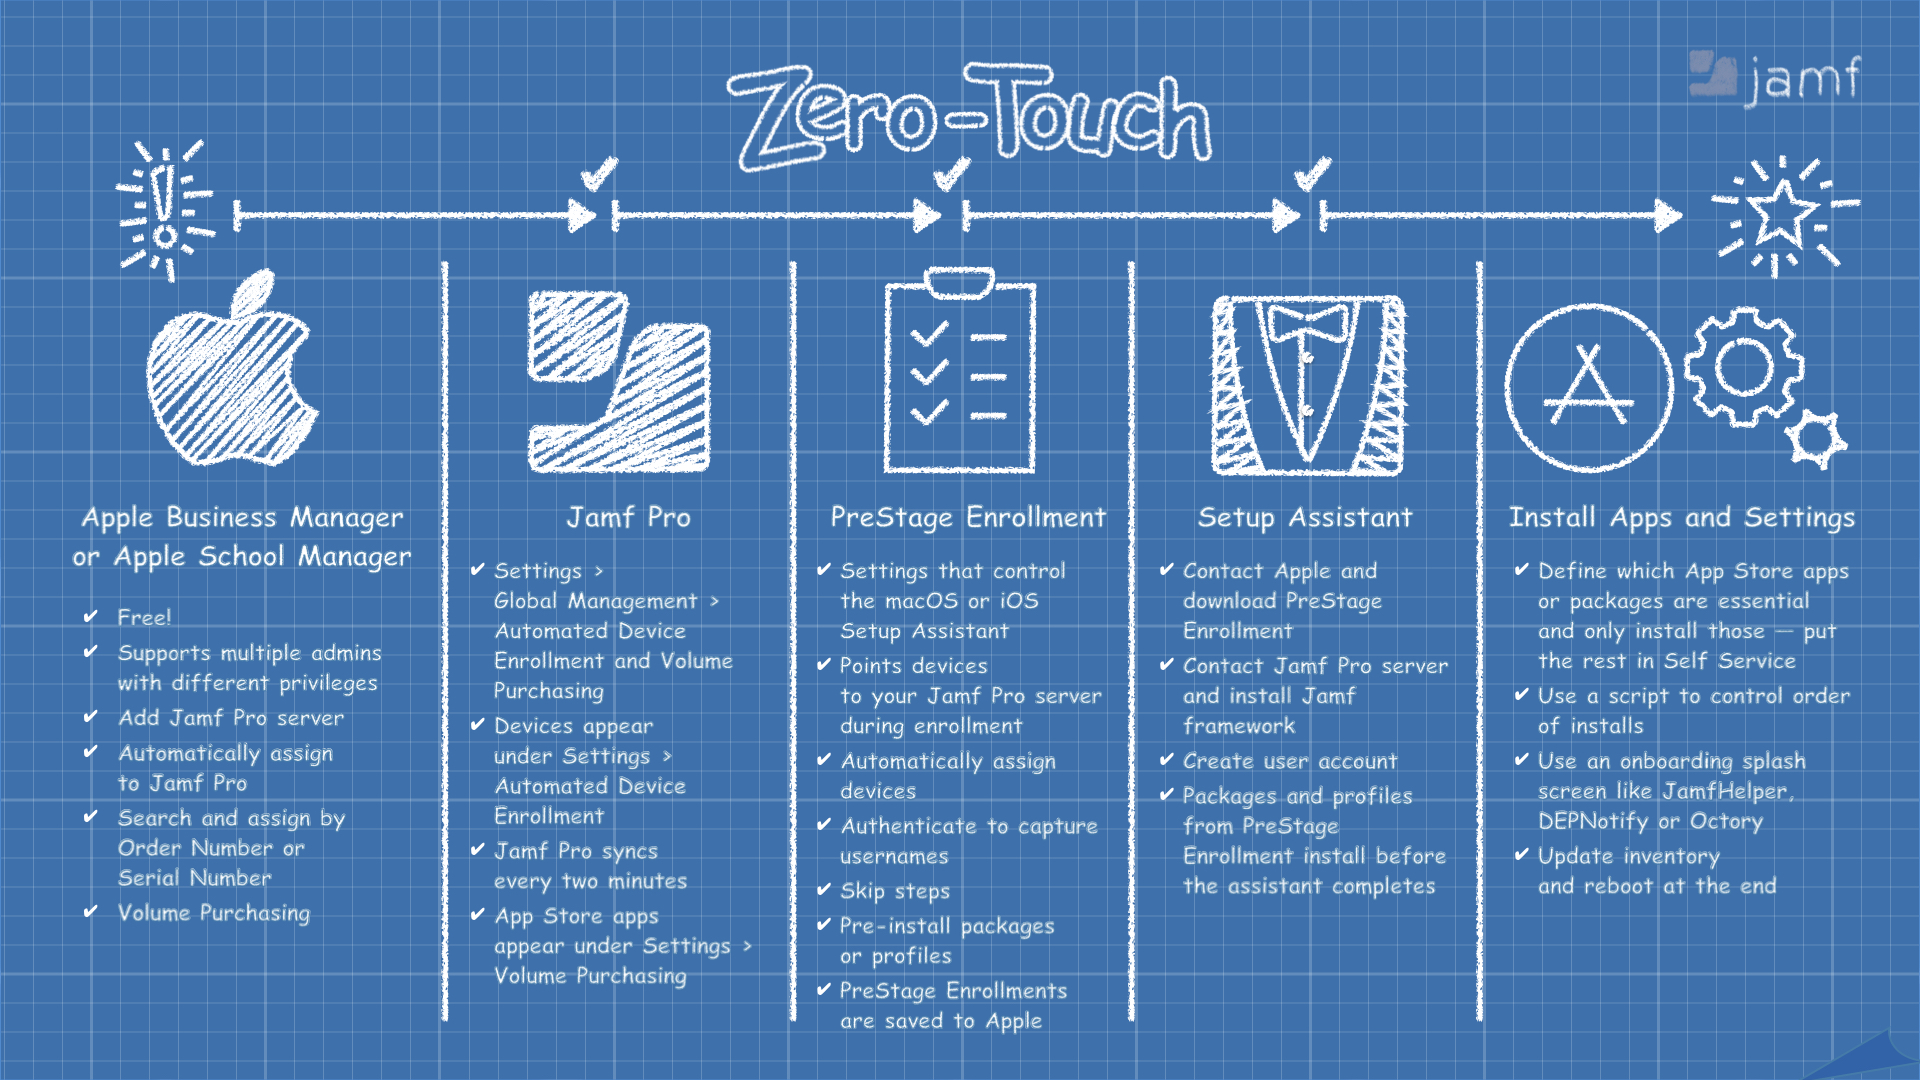 Zero-Touch
jamf
Apple Business Manager
or Apple School Manager
✔ Free!
✔ Supports multiple admins
with different privileges
✔ Add Jamf Pro server
✔ Automatically assign
to Jamf Pro
✔ Search and assign by
Order Number or
Serial Number
✔ Volume Purchasing
Jamf Pro
✔ Settings >
Global Management >
Automated Device
Enrollment and Volume
Purchasing
✔ Devices appear
under Settings >
Automated Device
Enrollment
✔ Jamf Pro syncs
every two minutes
✔ App Store apps
appear under Settings >
Volume Purchasing
PreStage Enrollment
✔ Settings that control
the macOS or iOS
Setup Assistant
✔ Points devices
to your Jamf Pro server
during enrollment
✔ Automatically assign
devices
✔ Authenticate to capture
usernames
✔ Skip steps
✔ Pre-install packages
or profiles
✔ PreStage Enrollments
are saved to Apple
Setup Assistant
✔ Contact Apple and
download PreStage
Enrollment
✔ Contact Jamf Pro server
and install Jamf
framework
✔ Create user account
✔ Packages and profiles
from PreStage
Enrollment install before
the assistant completes
Install Apps and Settings
✔ Define which App Store apps
or packages are essential
and only install those — put
the rest in Self Service
✔ Use a script to control order
of installs
✔ Use an onboarding splash
screen like JamfHelper,
DEPNotify or Octory
✔ Update inventory
and reboot at the end